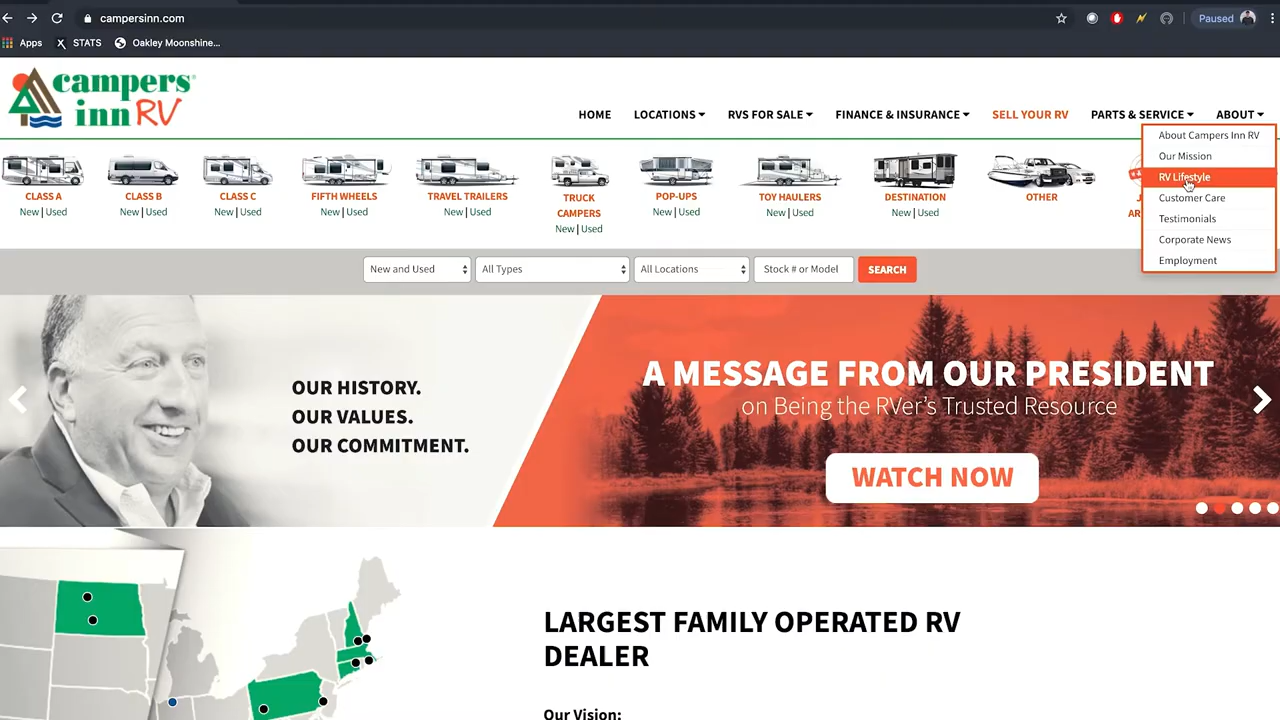 campersinn.com
Paused
Apps
STATS
Oakley Moonshine...
campers
inn RV
HOME
LOCATIONS
RVS FOR SALE
FINANCE & INSURANCE
SELL YOUR RV
PARTS & SERVICE
ABOUT
About Campers Inn RV
Our Mission
RV Lifestyle
Customer Care
Testimonials
Corporate News
Employment
CLASS A
New | Used
CLASS B
New | Used
CLASS C
New | Used
FIFTH WHEELS
New | Used
TRAVEL TRAILERS
New | Used
TRUCK
CAMPERS
New | Used
POP-UPS
New | Used
TOY HAULERS
New | Used
DESTINATION
New | Used
OTHER
New and Used
All Types
All Locations
Stock # or Model
SEARCH
OUR HISTORY.
OUR VALUES.
OUR COMMITMENT.
A MESSAGE FROM OUR PRESIDENT
on Being the RVer's Trusted Resource
WATCH NOW
LARGEST FAMILY OPERATED RV
DEALER
Our Vision: